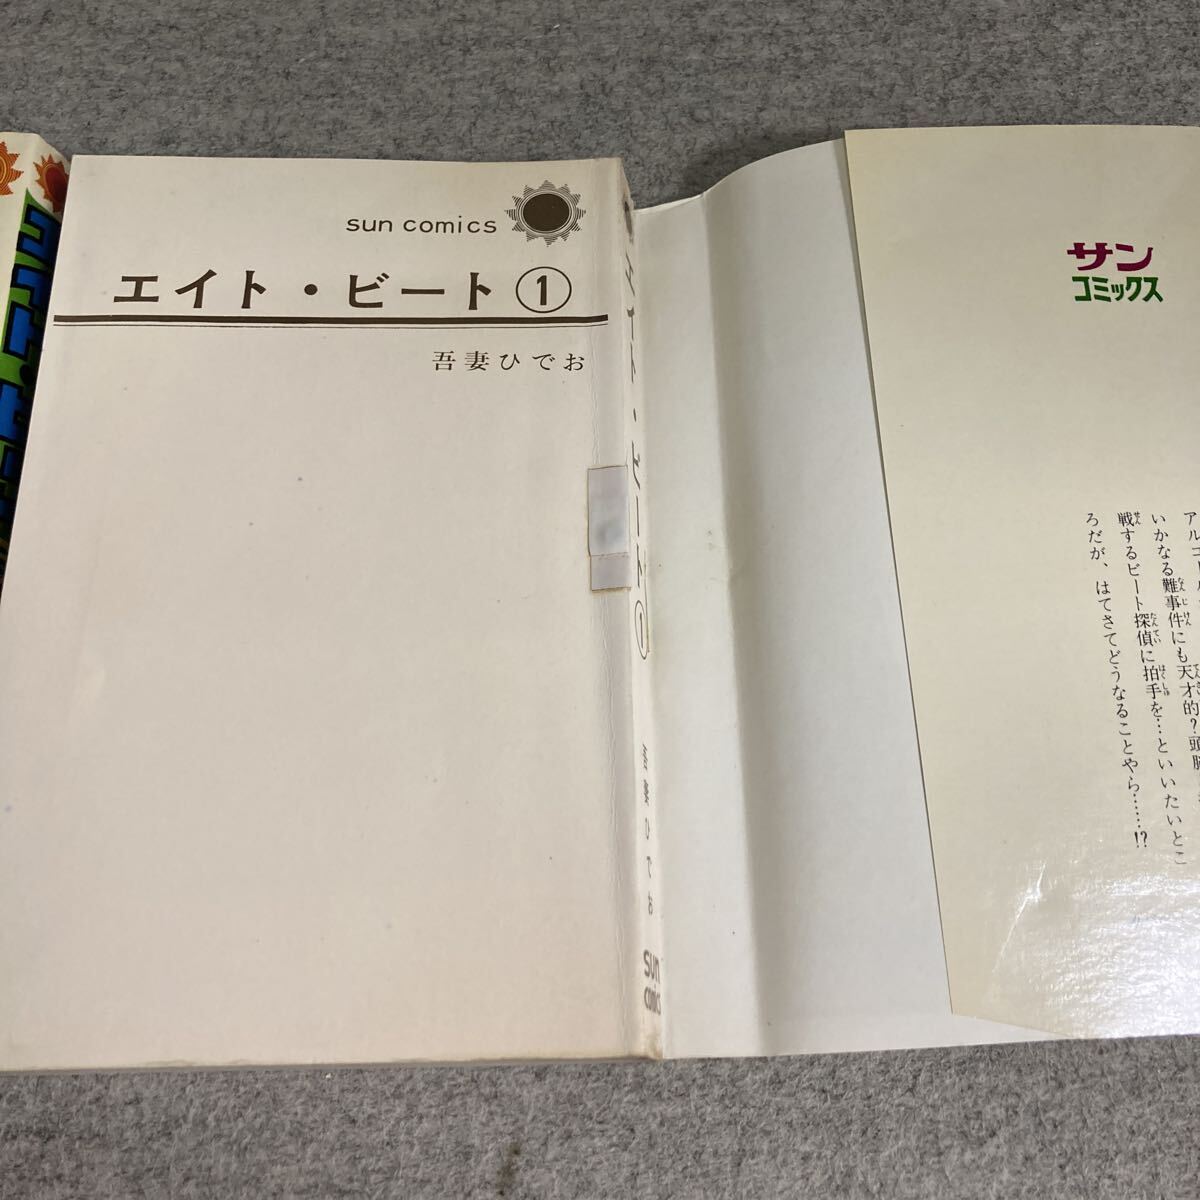 sun comics
エイト・ビート①
吾妻ひでお
エイト・ビート①
吾妻ひでお
sun
comics
サン
コミックス
いかなる難事件にも天才的?頭脳
戦するビート探偵に拍手を…といいたいとこ
ろだが、はてさてどうなることやら……!?